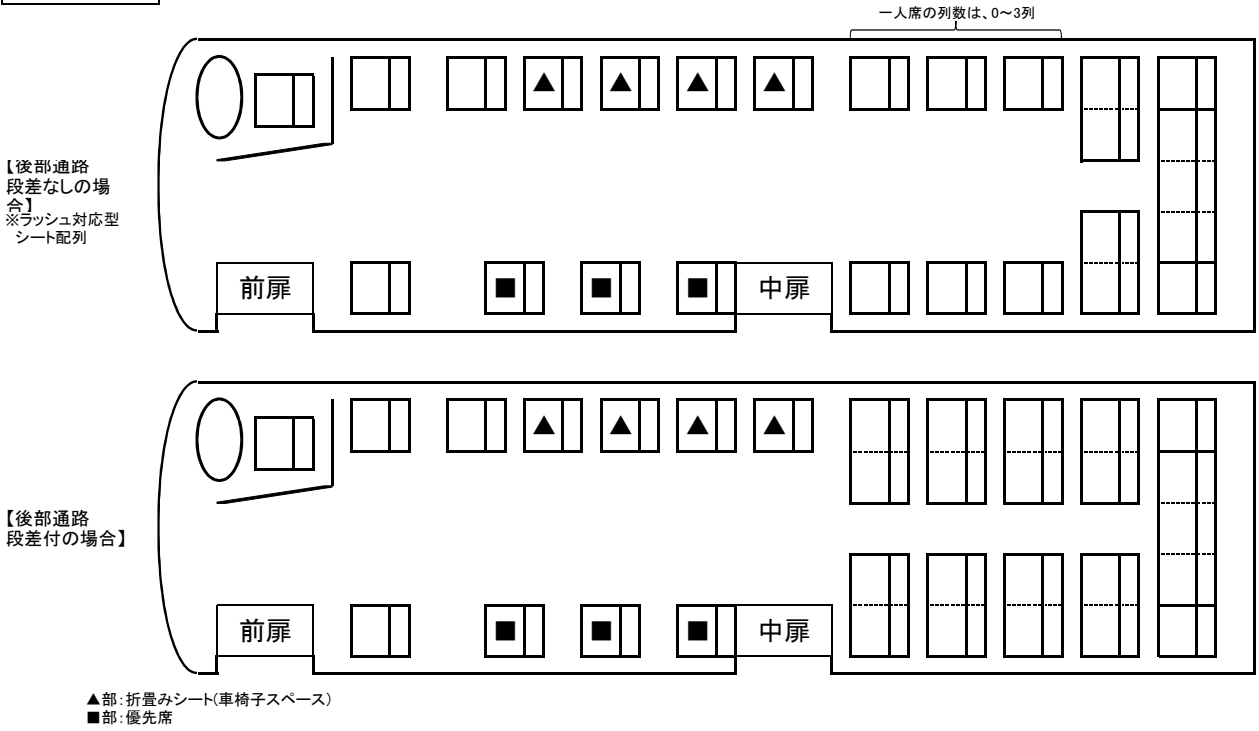 一人席の列数は、0~3列
▲
▲
▲
▲
【後部通路
段差なしの場
合】
※ラッシュ対応型
シート配列
前扉
■
■
■
中扉
▲
▲
▲
▲
【後部通路
段差付の場合】
前扉
■
■
■
中扉
▲部:折畳みシート(車椅子スペース)
■部:優先席